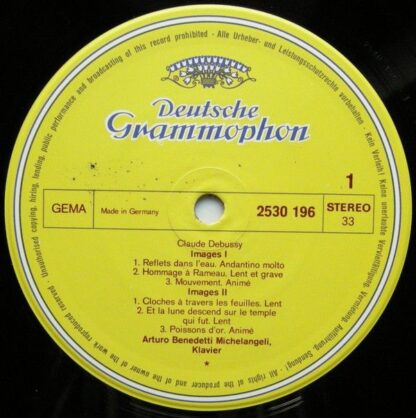 Unauthorised copying, hiring, lending, public performance and broadcasting of this record prohibited · Alle Urheber- und Leistungsschutzrechte vorbehalten · Kein Verleih! Keine unerlaubte Vervielfältigung, Vermietung, Aufführung, Sendung! · All rights of the producer and of the owner of the work reproduced reserved ·
Deutsche
Grammophon
1
GEMA
Made in Germany
2530 196
STEREO
33
Claude Debussy
Images I
1. Reflets dans l'eau. Andantino molto
2. Hommage à Rameau. Lent et grave
3. Mouvement. Animé
Images II
1. Cloches à travers les feuilles. Lent
2. Et la lune descend sur le temple
qui fut. Lent
3. Poissons d'or. Animé
Arturo Benedetti Michelangeli,
Klavier
*